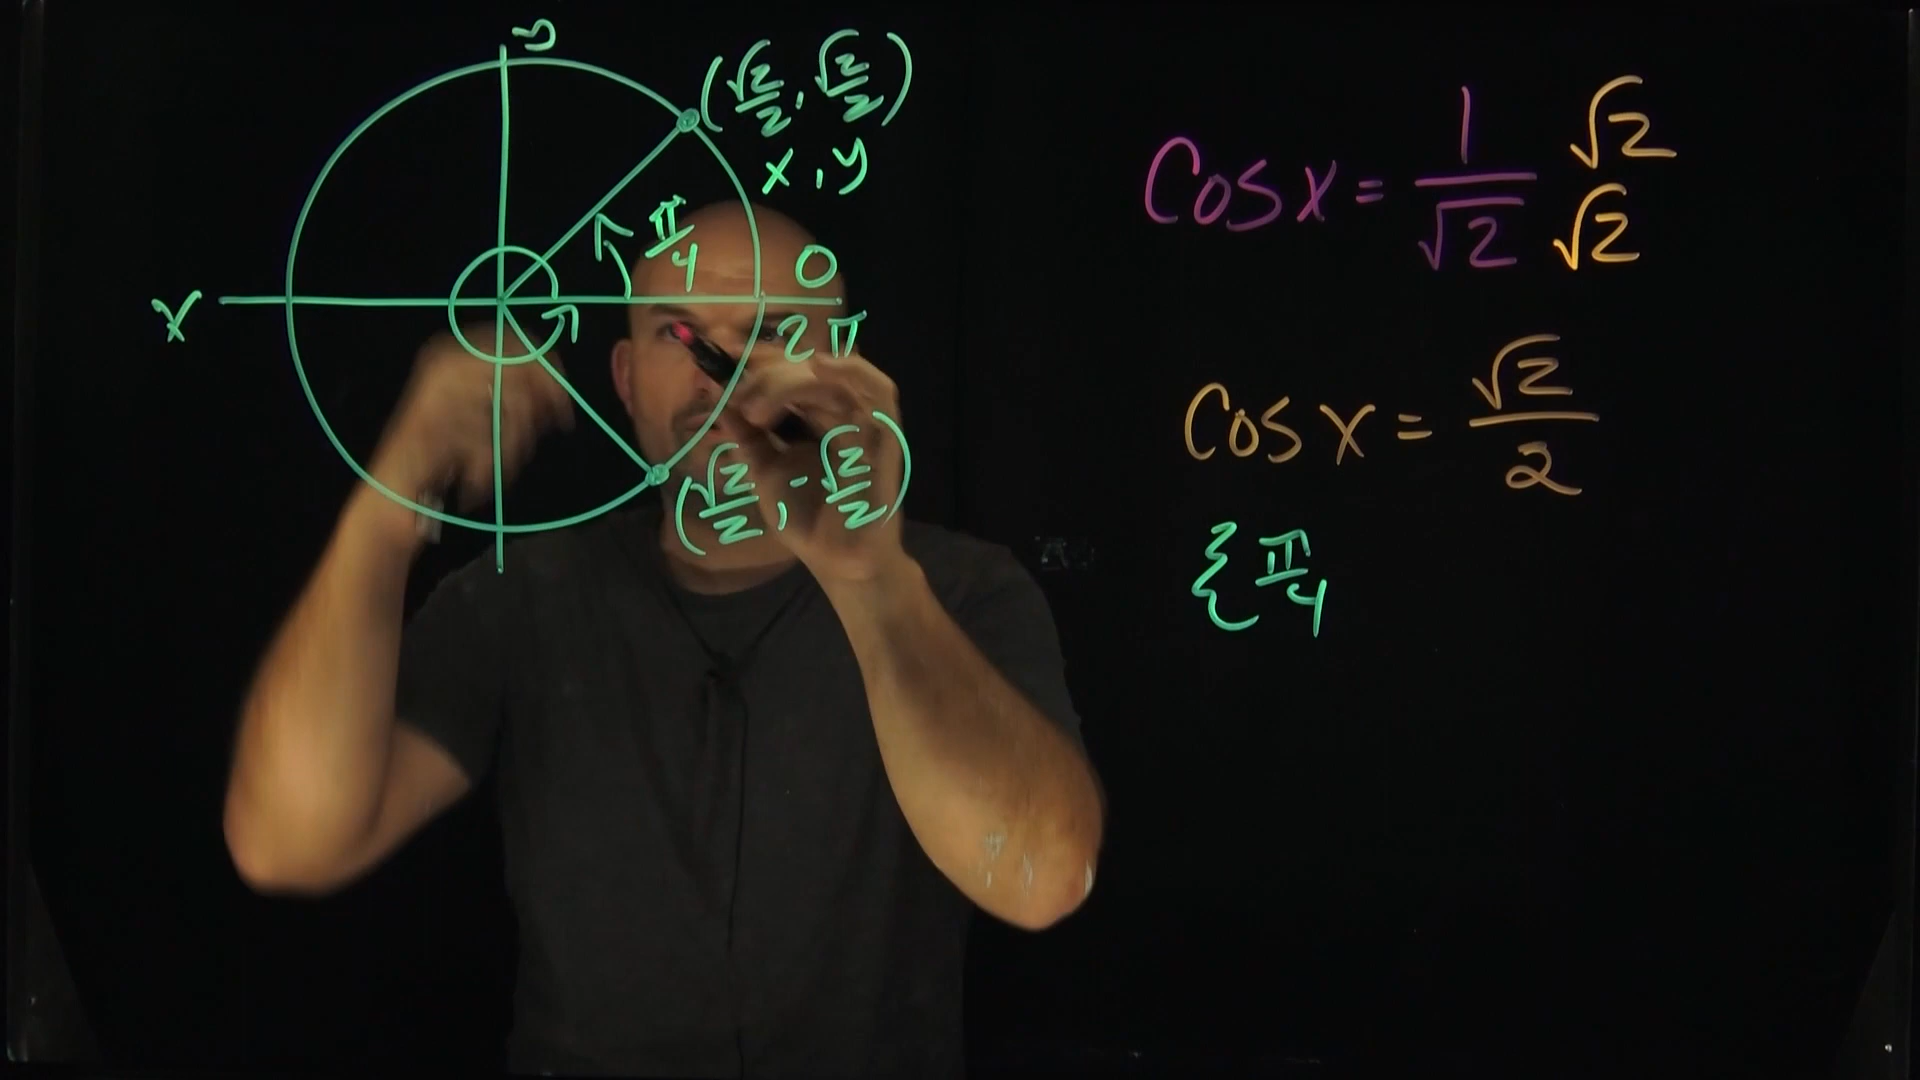 y
(√2/2, √2/2)
x, y
π/4
0
x
2π
(√2/2, -√2/2)
Cos x = 1/√2 √2/√2
Cos x = √2/2
{ π/4